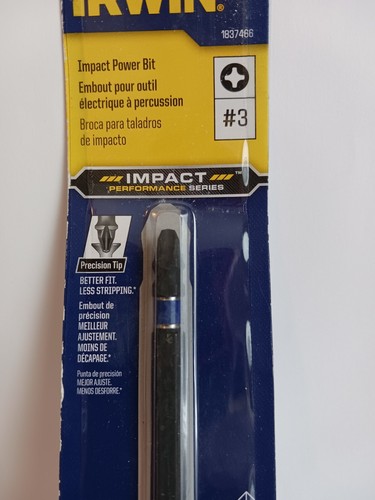 IRWIN®
1837466
Impact Power Bit
Embout pour outil
électrique à percussion
Broca para taladros
de impacto
#3
IMPACT™
PERFORMANCE SERIES
Precision Tip
BETTER FIT.
LESS STRIPPING.*
Embout de
précision
MEILLEUR
AJUSTEMENT.
MOINS DE
DÉCAPAGE.*
Punta de precisión
MEJOR AJUSTE.
MENOS DESFORRE.*